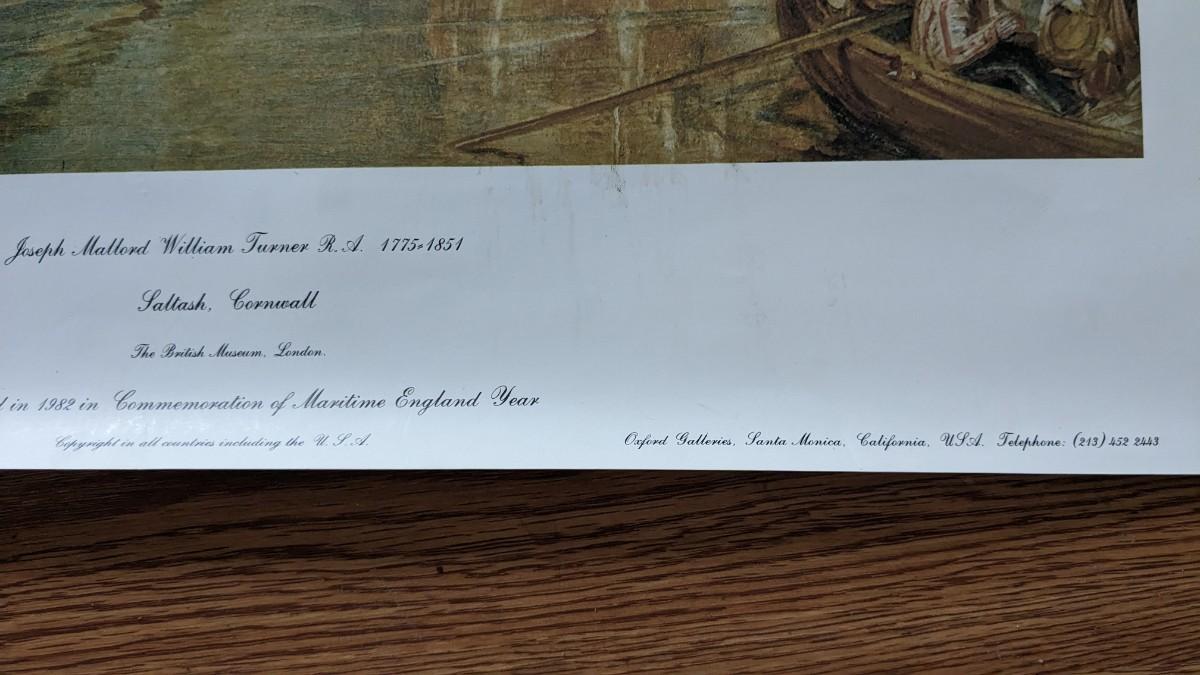 Joseph Mallord William Turner R.A. 1775-1851
Saltash, Cornwall
The British Museum, London.
in 1982 in Commemoration of Maritime England Year
Copyright in all countries including the U.S.A.
Oxford Galleries, Santa Monica, California, USA. Telephone: (213) 452 2443